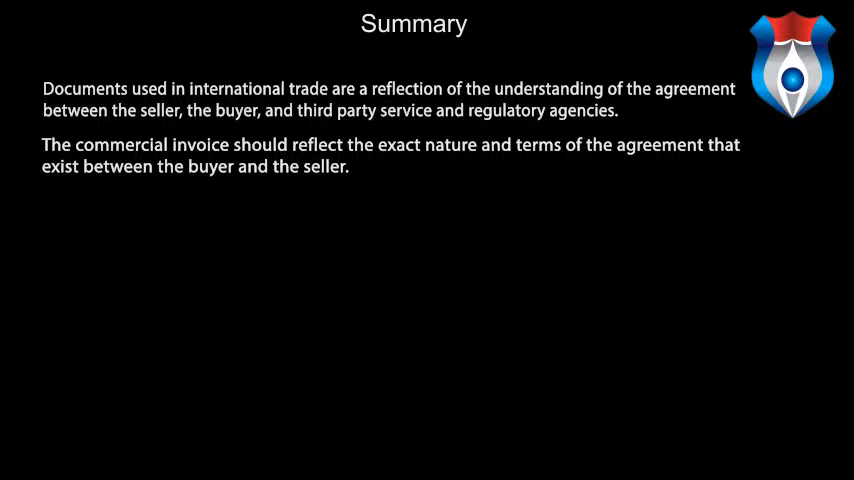 Summary
Documents used in international trade are a reflection of the understanding of the agreement
between the seller, the buyer, and third party service and regulatory agencies.
The commercial invoice should reflect the exact nature and terms of the agreement that
exist between the buyer and the seller.